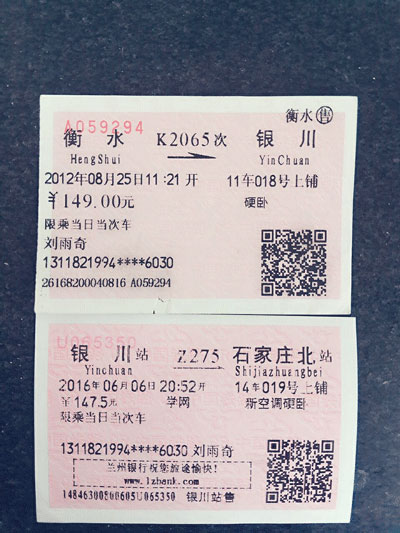 衡水售
A059294
衡水 K2065次 银川
HengShui YinChuan
2012年08月25日11:21开 11车018号上铺
¥149.00元 硬卧
限乘当日当次车
刘雨奇
1311821994****6030
26168200040816 A059294
U065350
银川站 Z275 石家庄北站
Yinchuan Shijiazhuangbei
2016年06月06日20:52开 14车019号上铺
¥147.5元 学网 新空调硬卧
限乘当日当次车
1311821994****6030 刘雨奇
兰州银行祝您旅途愉快!
www.lzbank.com
14846300800605U065350 银川站售